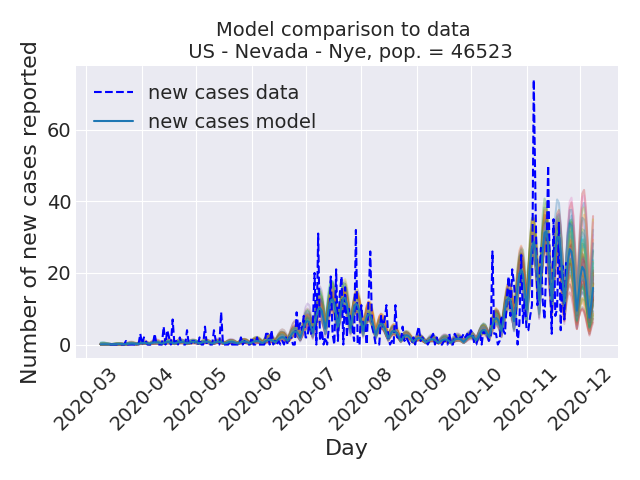 Model comparison to data
US - Nevada - Nye, pop. = 46523
Number of new cases reported
new cases data
new cases model
60
40
20
0
2020-03
2020-04
2020-05
2020-06
2020-07
2020-08
2020-09
2020-10
2020-11
2020-12
Day